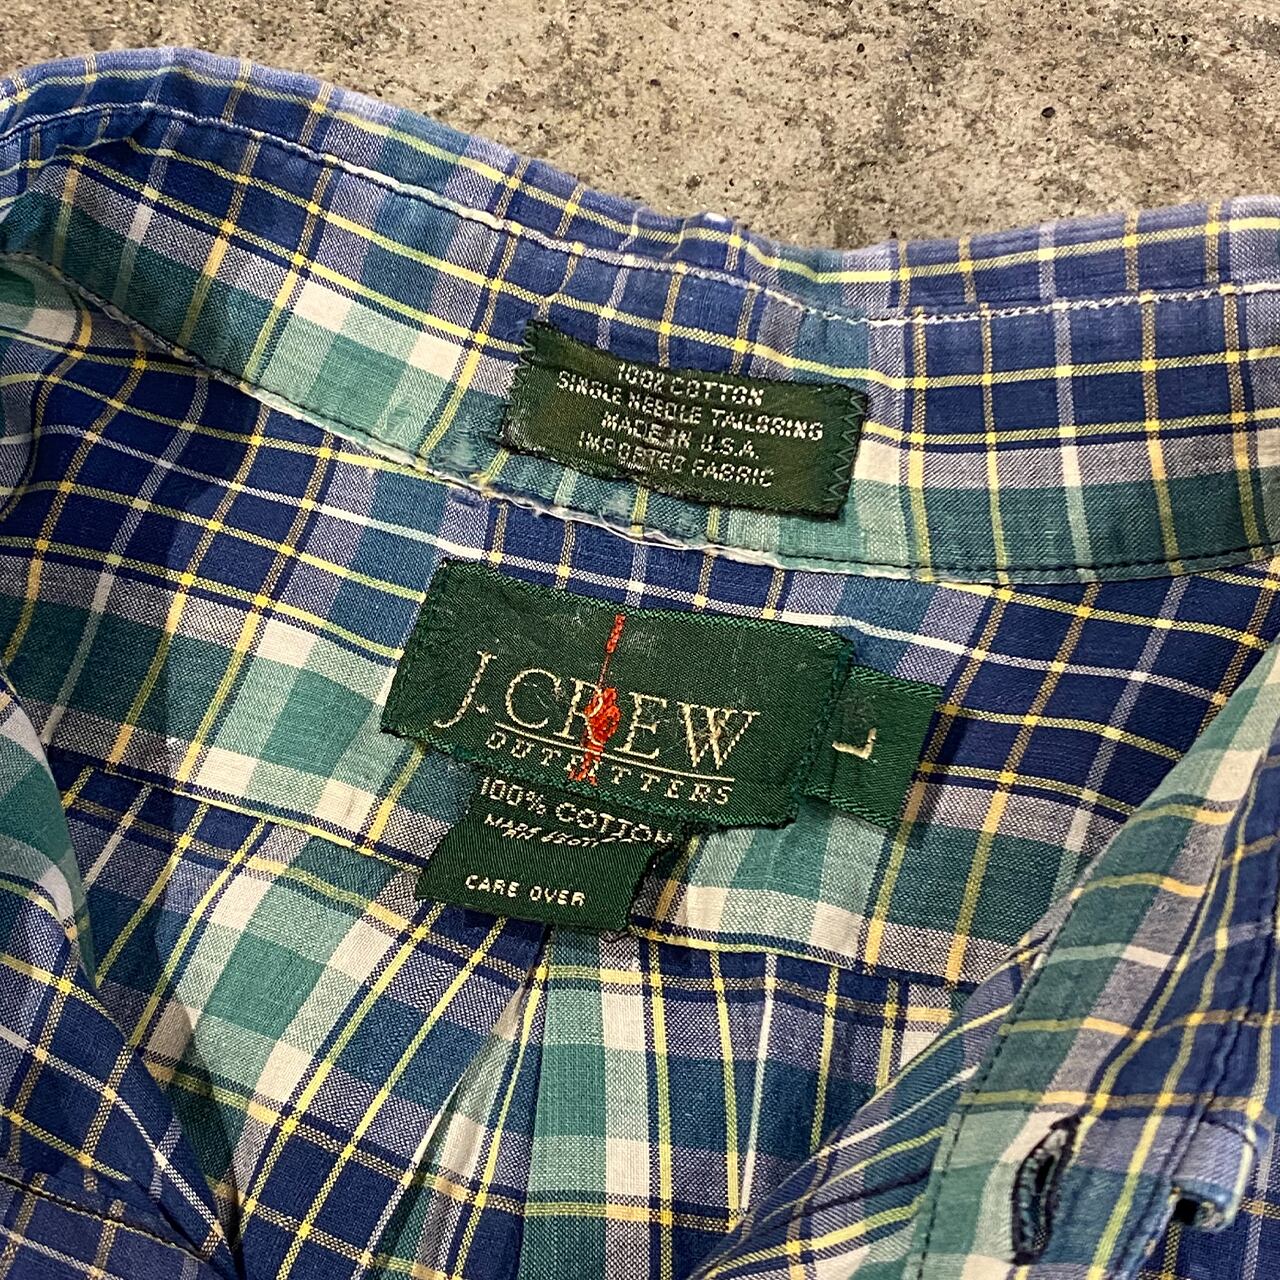 100% COTTON
SINGLE NEEDLE TAILORING
MADE IN U.S.A
IMPORTED FABRIC
J.CREW
OUTFITTERS
L
100% COTTON
CARE OVER